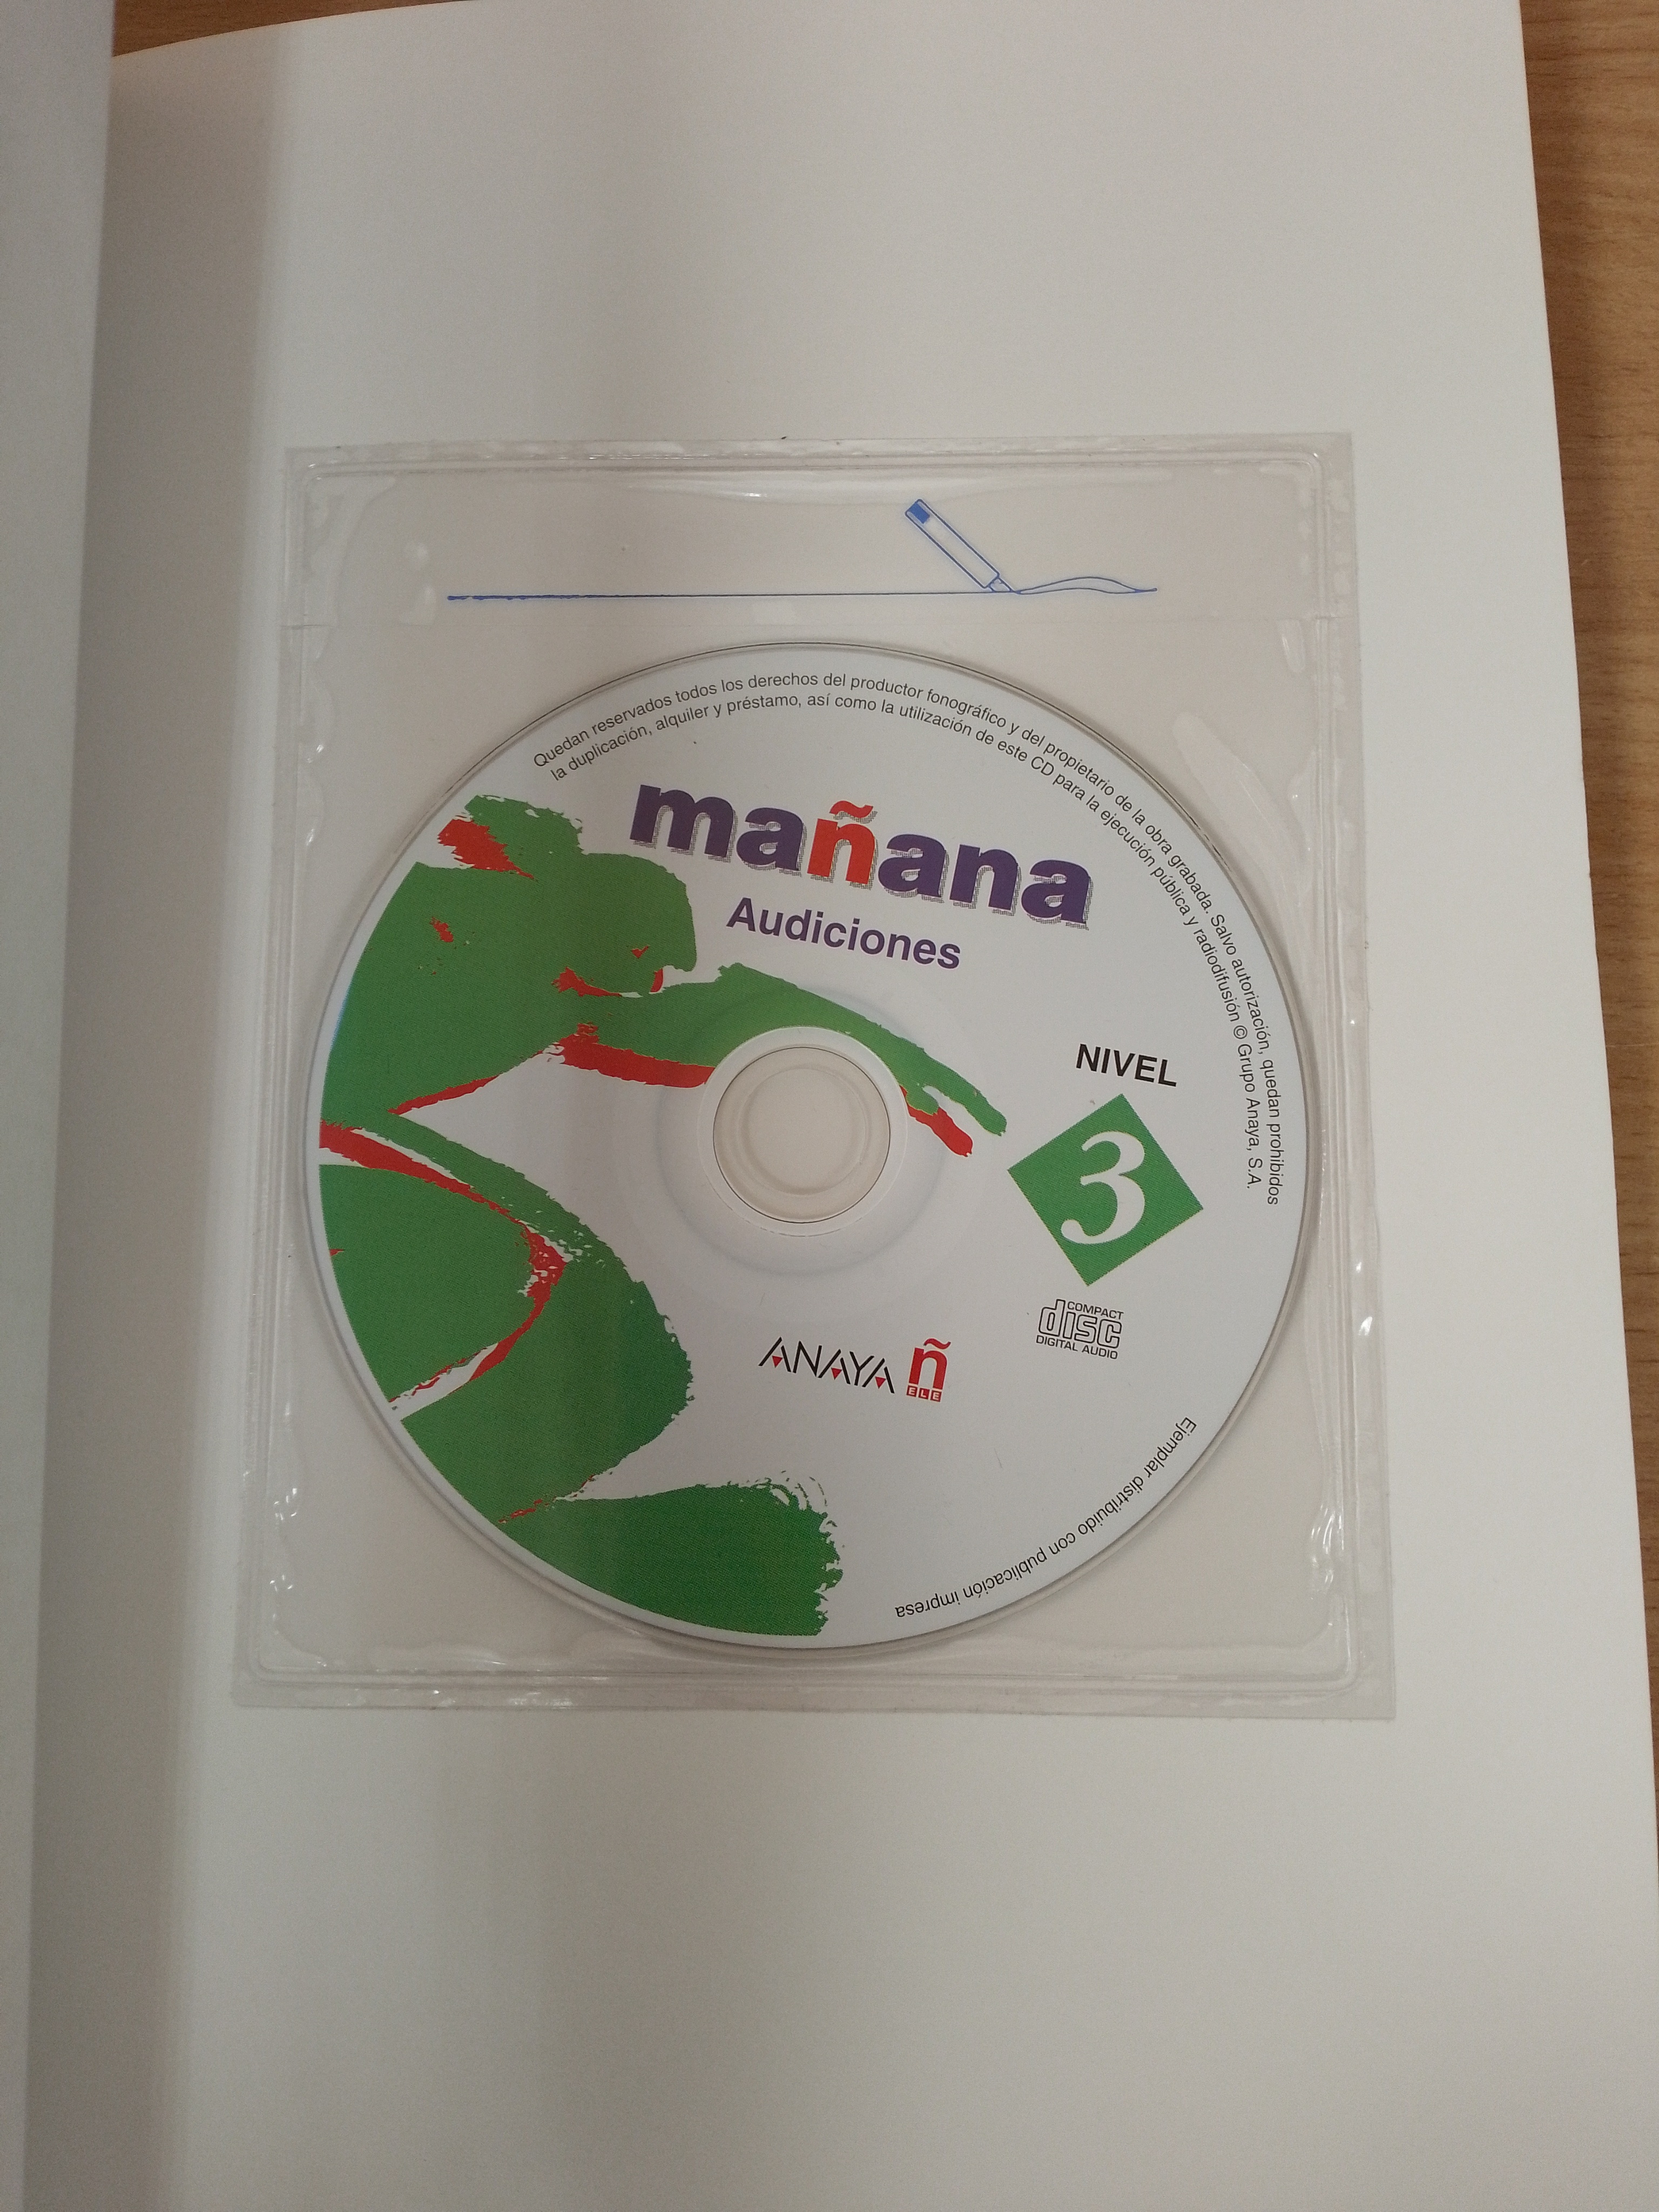 Quedan reservados todos los derechos del productor fonográfico y del propietario de la obra grabada. Salvo autorización, quedan prohibidos
la duplicación, alquiler y préstamo, así como la utilización de este CD para la ejecución pública y radiodifusión © Grupo Anaya, S.A.
mañana
Audiciones
NIVEL
3
COMPACT
disc
DIGITAL AUDIO
ANAYA ñ
ELE
Ejemplar distribuido con publicación impresa